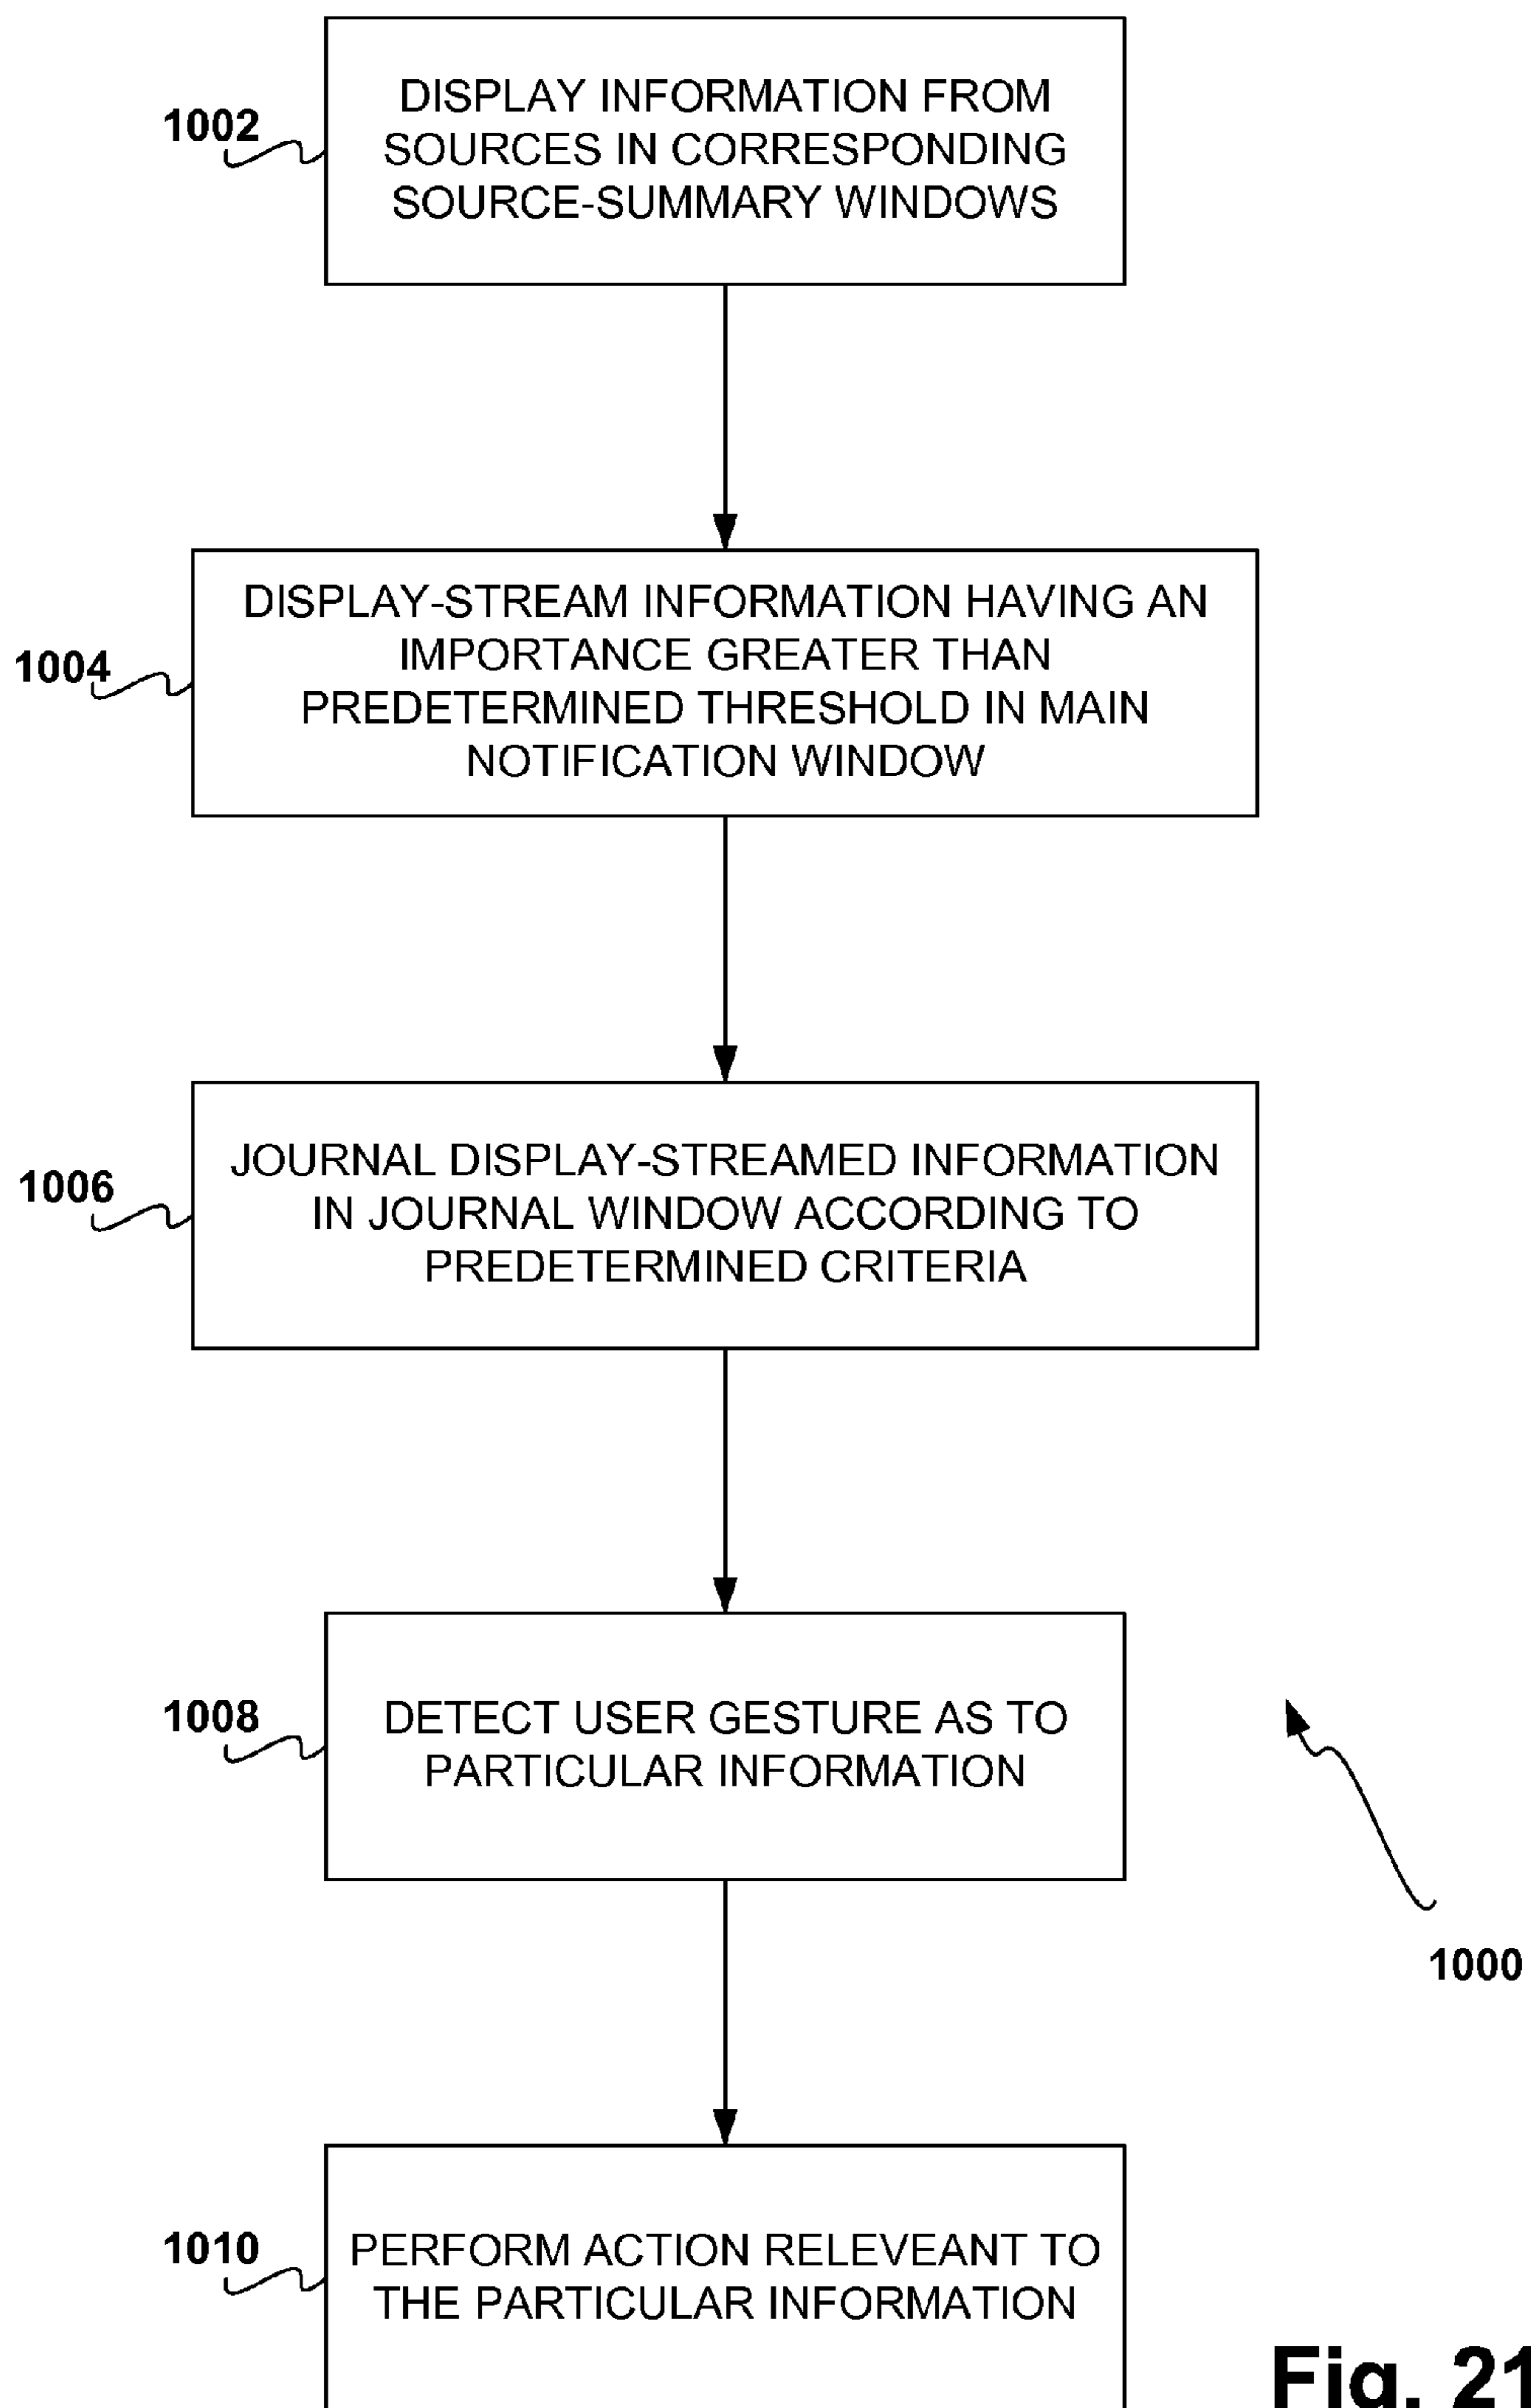 1002
DISPLAY INFORMATION FROM
SOURCES IN CORRESPONDING
SOURCE-SUMMARY WINDOWS
1004
DISPLAY-STREAM INFORMATION HAVING AN
IMPORTANCE GREATER THAN
PREDETERMINED THRESHOLD IN MAIN
NOTIFICATION WINDOW
1006
JOURNAL DISPLAY-STREAMED INFORMATION
IN JOURNAL WINDOW ACCORDING TO
PREDETERMINED CRITERIA
1008
DETECT USER GESTURE AS TO
PARTICULAR INFORMATION
1000
1010
PERFORM ACTION RELEVEANT TO
THE PARTICULAR INFORMATION
Fig. 21